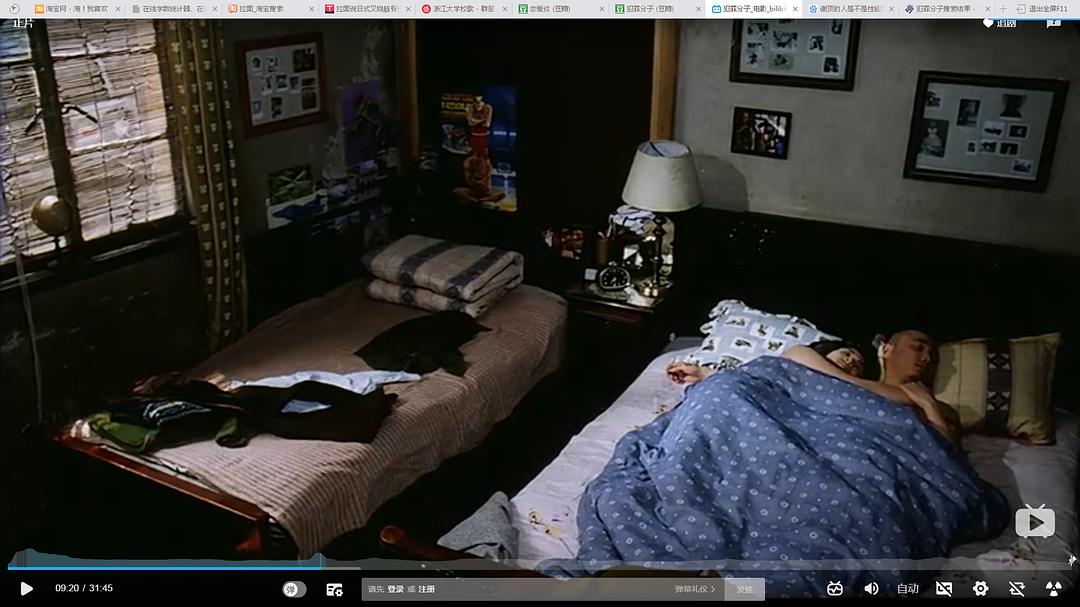 淘宝网 - 淘！我喜欢
在线字数统计器、在
拉面_淘宝搜索
拉面说日式叉烧豚骨
浙江大学校歌 - 群星
恋爱谈 (豆瓣)
犯罪分子 (豆瓣)
犯罪分子_电影_bilibili
谢顶的人是不是性能
犯罪分子搜索结果 -
退出全屏F11
正片
追剧
09:20 / 31:45
弹
请先 登录 或 注册
弹幕礼仪
发送
自动